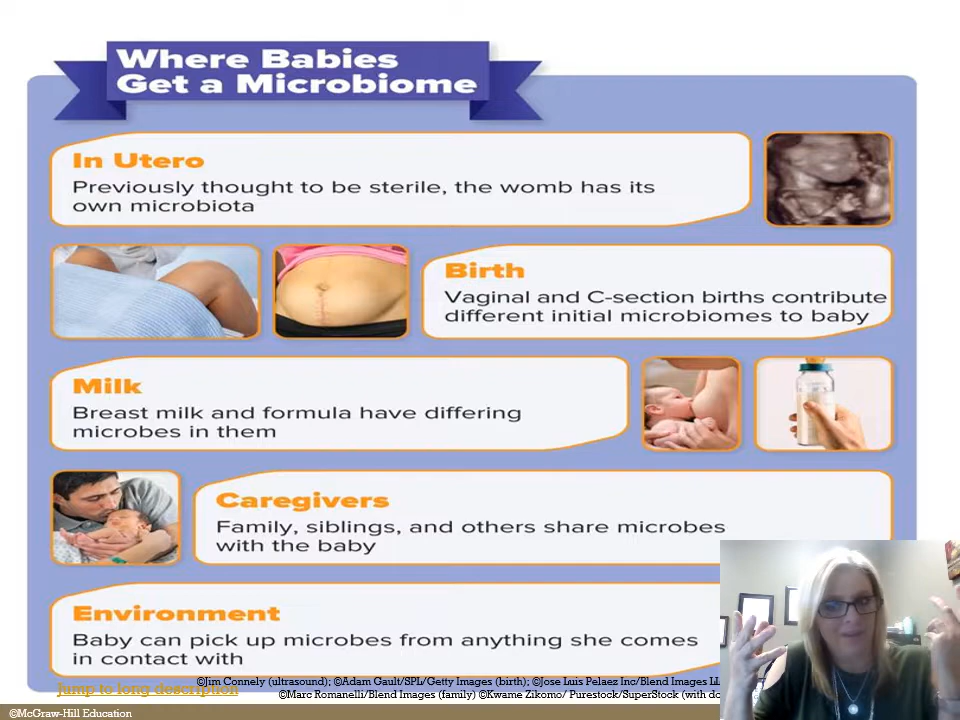 Where Babies
Get a Microbiome
In Utero
Previously thought to be sterile, the womb has its
own microbiota
Birth
Vaginal and C-section births contribute
different initial microbiomes to baby
Milk
Breast milk and formula have differing
microbes in them
Caregivers
Family, siblings, and others share microbes
with the baby
Environment
Baby can pick up microbes from anything she comes
in contact with
Jump to long description
©Jim Connely (ultrasound); ©Adam Gault/SPL/Getty Images (birth); ©Jose Luis Pelaez Inc/Blend Images
©Marc Romanelli/Blend Images (family) ©Kwame Zikomo/ Purestock/SuperStock (with
©McGraw-Hill Education